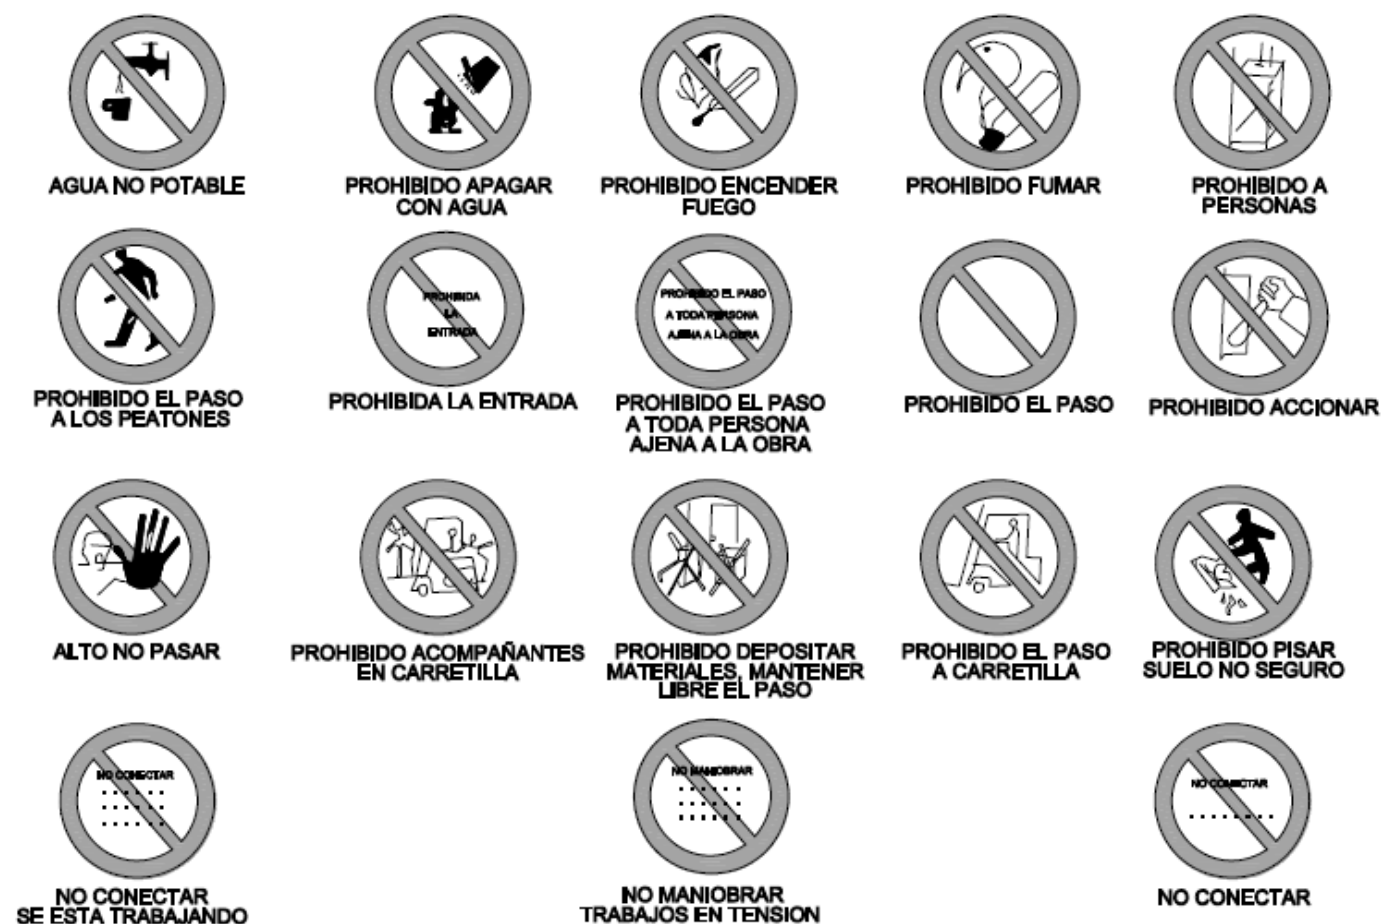 AGUA NO POTABLE
PROHIBIDO APAGAR
CON AGUA
PROHIBIDO ENCENDER
FUEGO
PROHIBIDO FUMAR
PROHIBIDO A
PERSONAS
PROHIBIDO EL PASO
A LOS PEATONES
PROHIBIDA
LA
ENTRADA
PROHIBIDA LA ENTRADA
PROHIBIDO EL PASO
A TODA PERSONA
AJENA A LA OBRA
PROHIBIDO EL PASO
A TODA PERSONA
AJENA A LA OBRA
PROHIBIDO EL PASO
PROHIBIDO ACCIONAR
ALTO NO PASAR
PROHIBIDO ACOMPAÑANTES
EN CARRETILLA
PROHIBIDO DEPOSITAR
MATERIALES, MANTENER
LIBRE EL PASO
PROHIBIDO EL PASO
A CARRETILLA
PROHIBIDO PISAR
SUELO NO SEGURO
NO CONECTAR
NO CONECTAR
SE ESTA TRABAJANDO
NO MANIOBRAR
NO MANIOBRAR
TRABAJOS EN TENSION
NO CONECTAR
NO CONECTAR